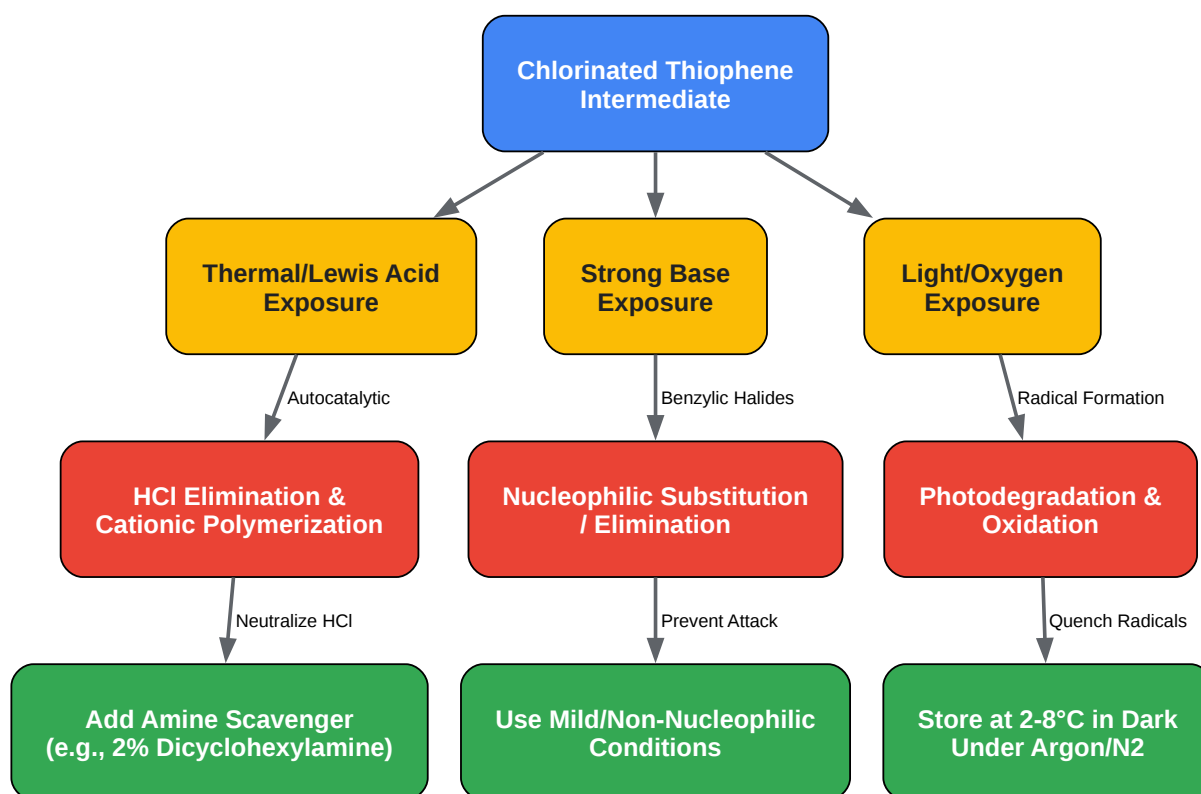 Chlorinated Thiophene
Intermediate
Thermal/Lewis Acid
Exposure
Strong Base
Exposure
Light/Oxygen
Exposure
Autocatalytic
Benzylic Halides
Radical Formation
HCl Elimination &
Cationic Polymerization
Nucleophilic Substitution
/ Elimination
Photodegradation &
Oxidation
Neutralize HCl
Prevent Attack
Quench Radicals
Add Amine Scavenger
(e.g., 2% Dicyclohexylamine)
Use Mild/Non-Nucleophilic
Conditions
Store at 2-8°C in Dark
Under Argon/N2